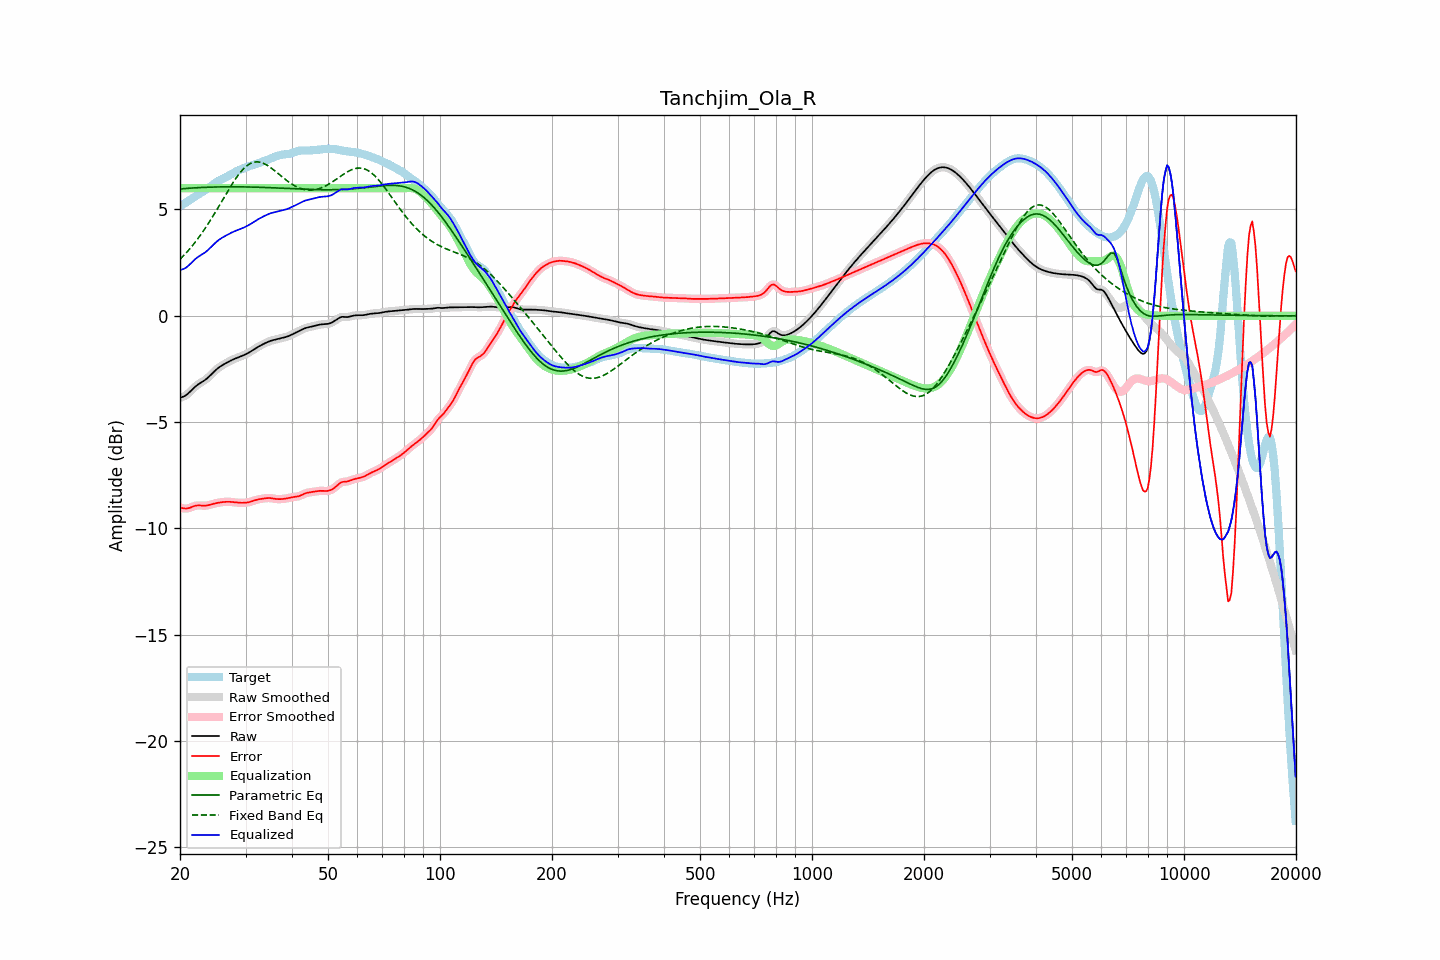 Tanchjim_Ola_R
Amplitude (dBr)
5
0
−5
−10
−15
−20
−25
Target
Raw Smoothed
Error Smoothed
Raw
Error
Equalization
Parametric Eq
Fixed Band Eq
Equalized
20 50 100 200 500 1000 2000 5000 10000 20000
Frequency (Hz)